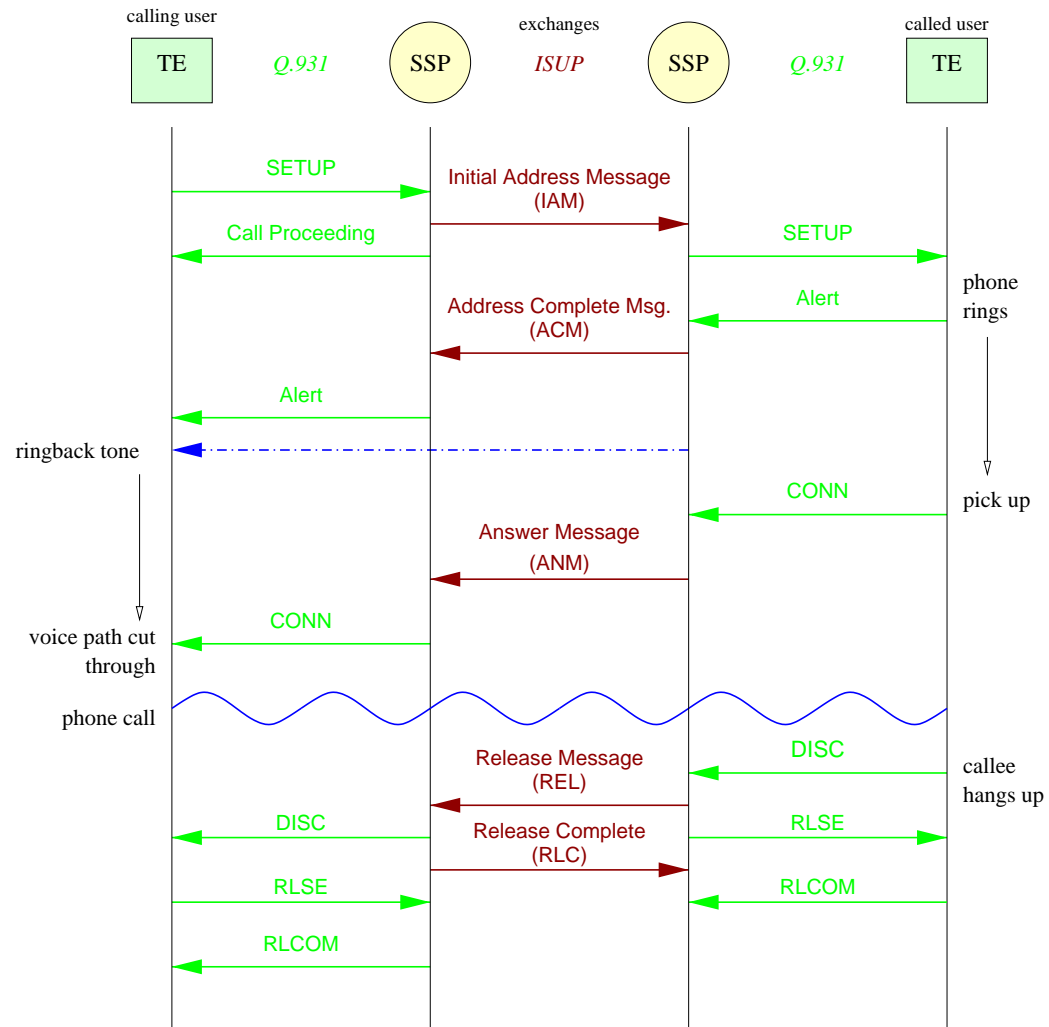 calling user
exchanges
called user
TE
Q.931
SSP
ISUP
SSP
Q.931
TE
SETUP
Initial Address Message
(IAM)
Call Proceeding
SETUP
phone
rings
Alert
Address Complete Msg.
(ACM)
Alert
ringback tone
CONN
pick up
Answer Message
(ANM)
CONN
voice path cut
through
phone call
DISC
callee
hangs up
Release Message
(REL)
DISC
Release Complete
(RLC)
RLSE
RLSE
RLCOM
RLCOM